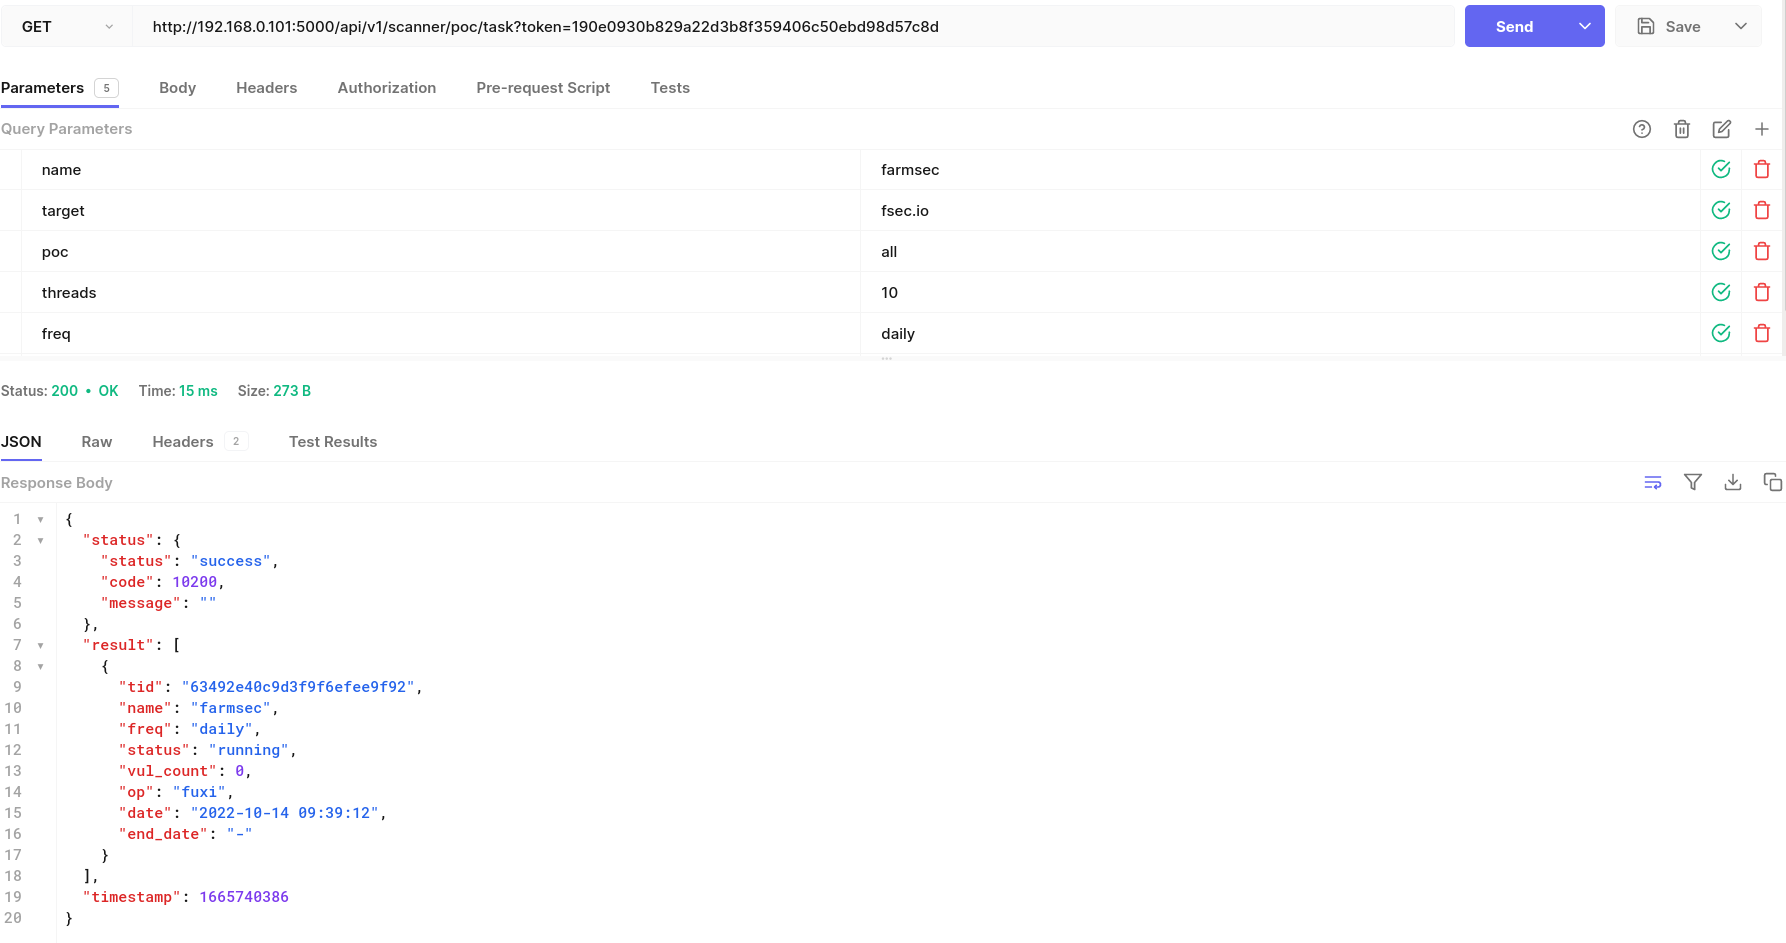 GET http://192.168.0.101:5000/api/v1/scanner/poc/task?token=190e0930b829a22d3b8f359406c50ebd98d57c8d Send Save
Parameters 5 Body Headers Authorization Pre-request Script Tests
Query Parameters
name farmsec
target fsec.io
poc all
threads 10
freq daily
Status: 200 • OK Time: 15 ms Size: 273 B
JSON Raw Headers 2 Test Results
Response Body
1 {
2 "status": {
3 "status": "success",
4 "code": 10200,
5 "message": ""
6 },
7 "result": [
8 {
9 "tid": "63492e40c9d3f9f6efee9f92",
10 "name": "farmsec",
11 "freq": "daily",
12 "status": "running",
13 "vul_count": 0,
14 "op": "fuxi",
15 "date": "2022-10-14 09:39:12",
16 "end_date": "-"
17 }
18 ],
19 "timestamp": 1665740386
20 }